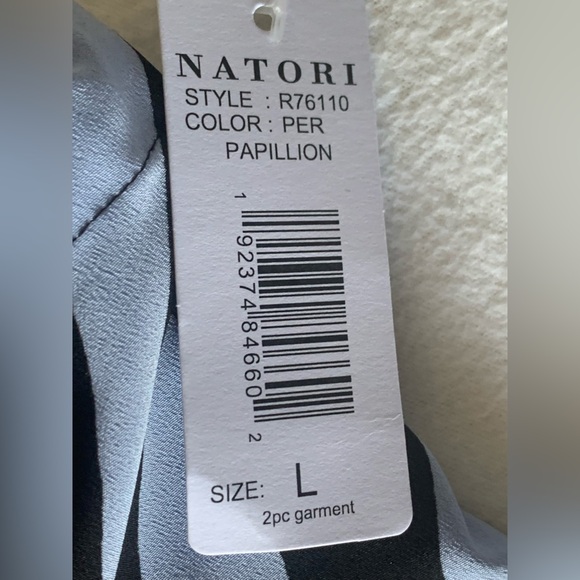 NATORI
STYLE : R76110
COLOR : PER
PAPILLION
1 92374 84660 2
SIZE: L
2pc garment